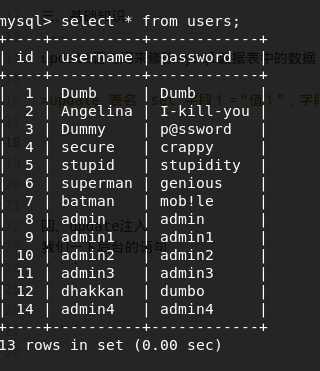 mysql> select * from users;
+----+----------+------------+
| id | username | password   |
+----+----------+------------+
|  1 | Dumb     | Dumb       |
|  2 | Angelina | I-kill-you |
|  3 | Dummy    | p@ssword   |
|  4 | secure   | crappy     |
|  5 | stupid   | stupidity  |
|  6 | superman | genious    |
|  7 | batman   | mob!le     |
|  8 | admin    | admin      |
|  9 | admin1   | admin1     |
| 10 | admin2   | admin2     |
| 11 | admin3   | admin3     |
| 12 | dhakkan  | dumbo      |
| 14 | admin4   | admin4     |
+----+----------+------------+
13 rows in set (0.00 sec)